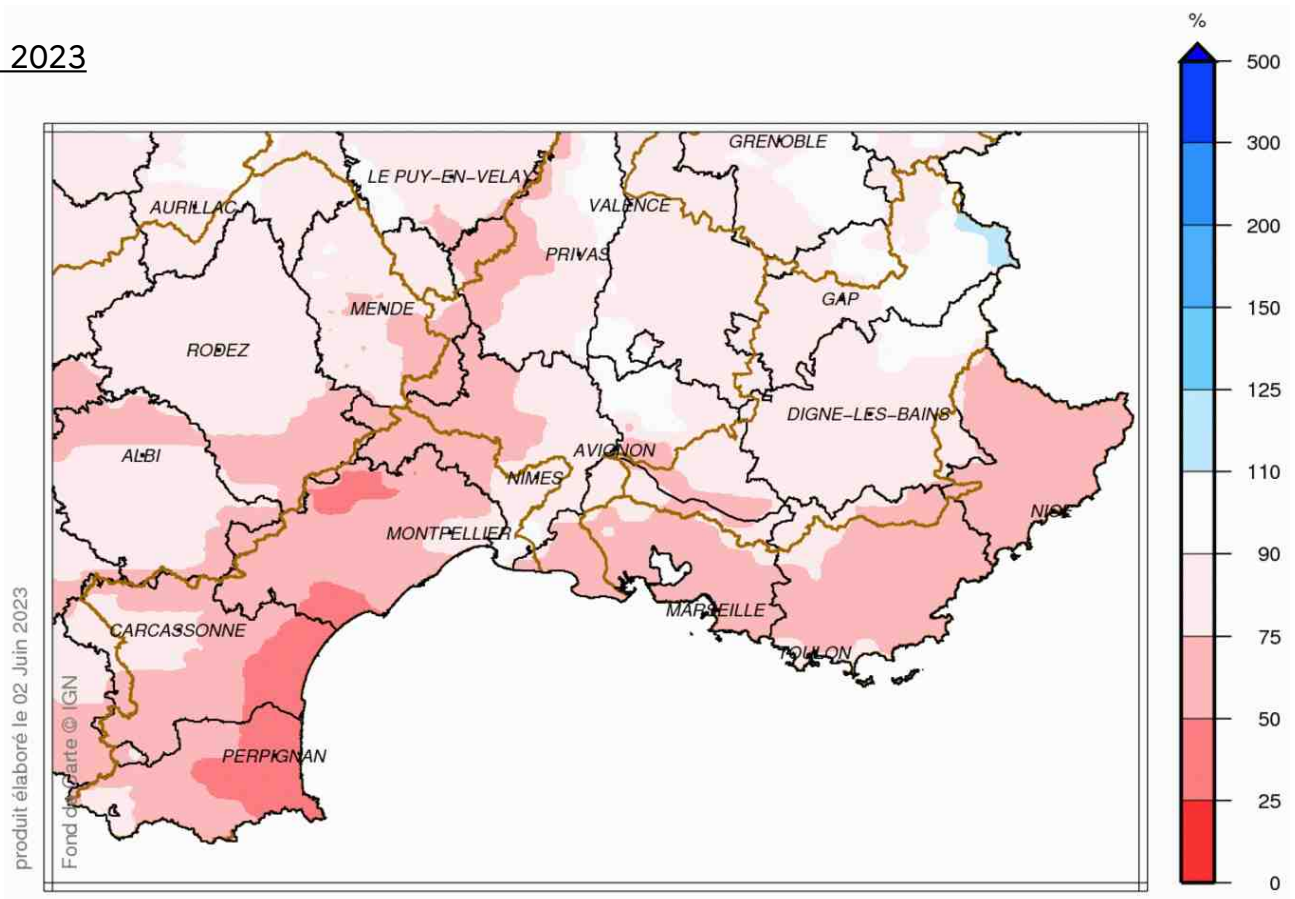 2023
%
500
300
200
150
125
110
90
75
50
25
0
GRENOBLE
LE PUY-EN-VELAY
AURILLAC
VALENCE
PRIVAS
GAP
MENDE
RODEZ
DIGNE-LES-BAINS
ALBI
AVIGNON
NIMES
NICE
MONTPELLIER
MARSEILLE
CARCASSONNE
TOULON
PERPIGNAN
produit élaboré le 02 Juin 2023
Fond de Carte © IGN